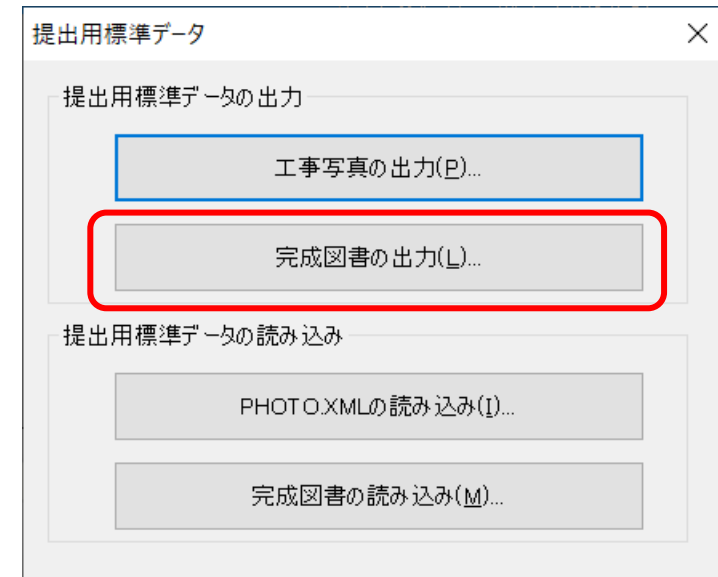 提出用標準データ
提出用標準データの出力
工事写真の出力(P)...
完成図書の出力(L)...
提出用標準データの読み込み
PHOTO.XMLの読み込み(I)...
完成図書の読み込み(M)...